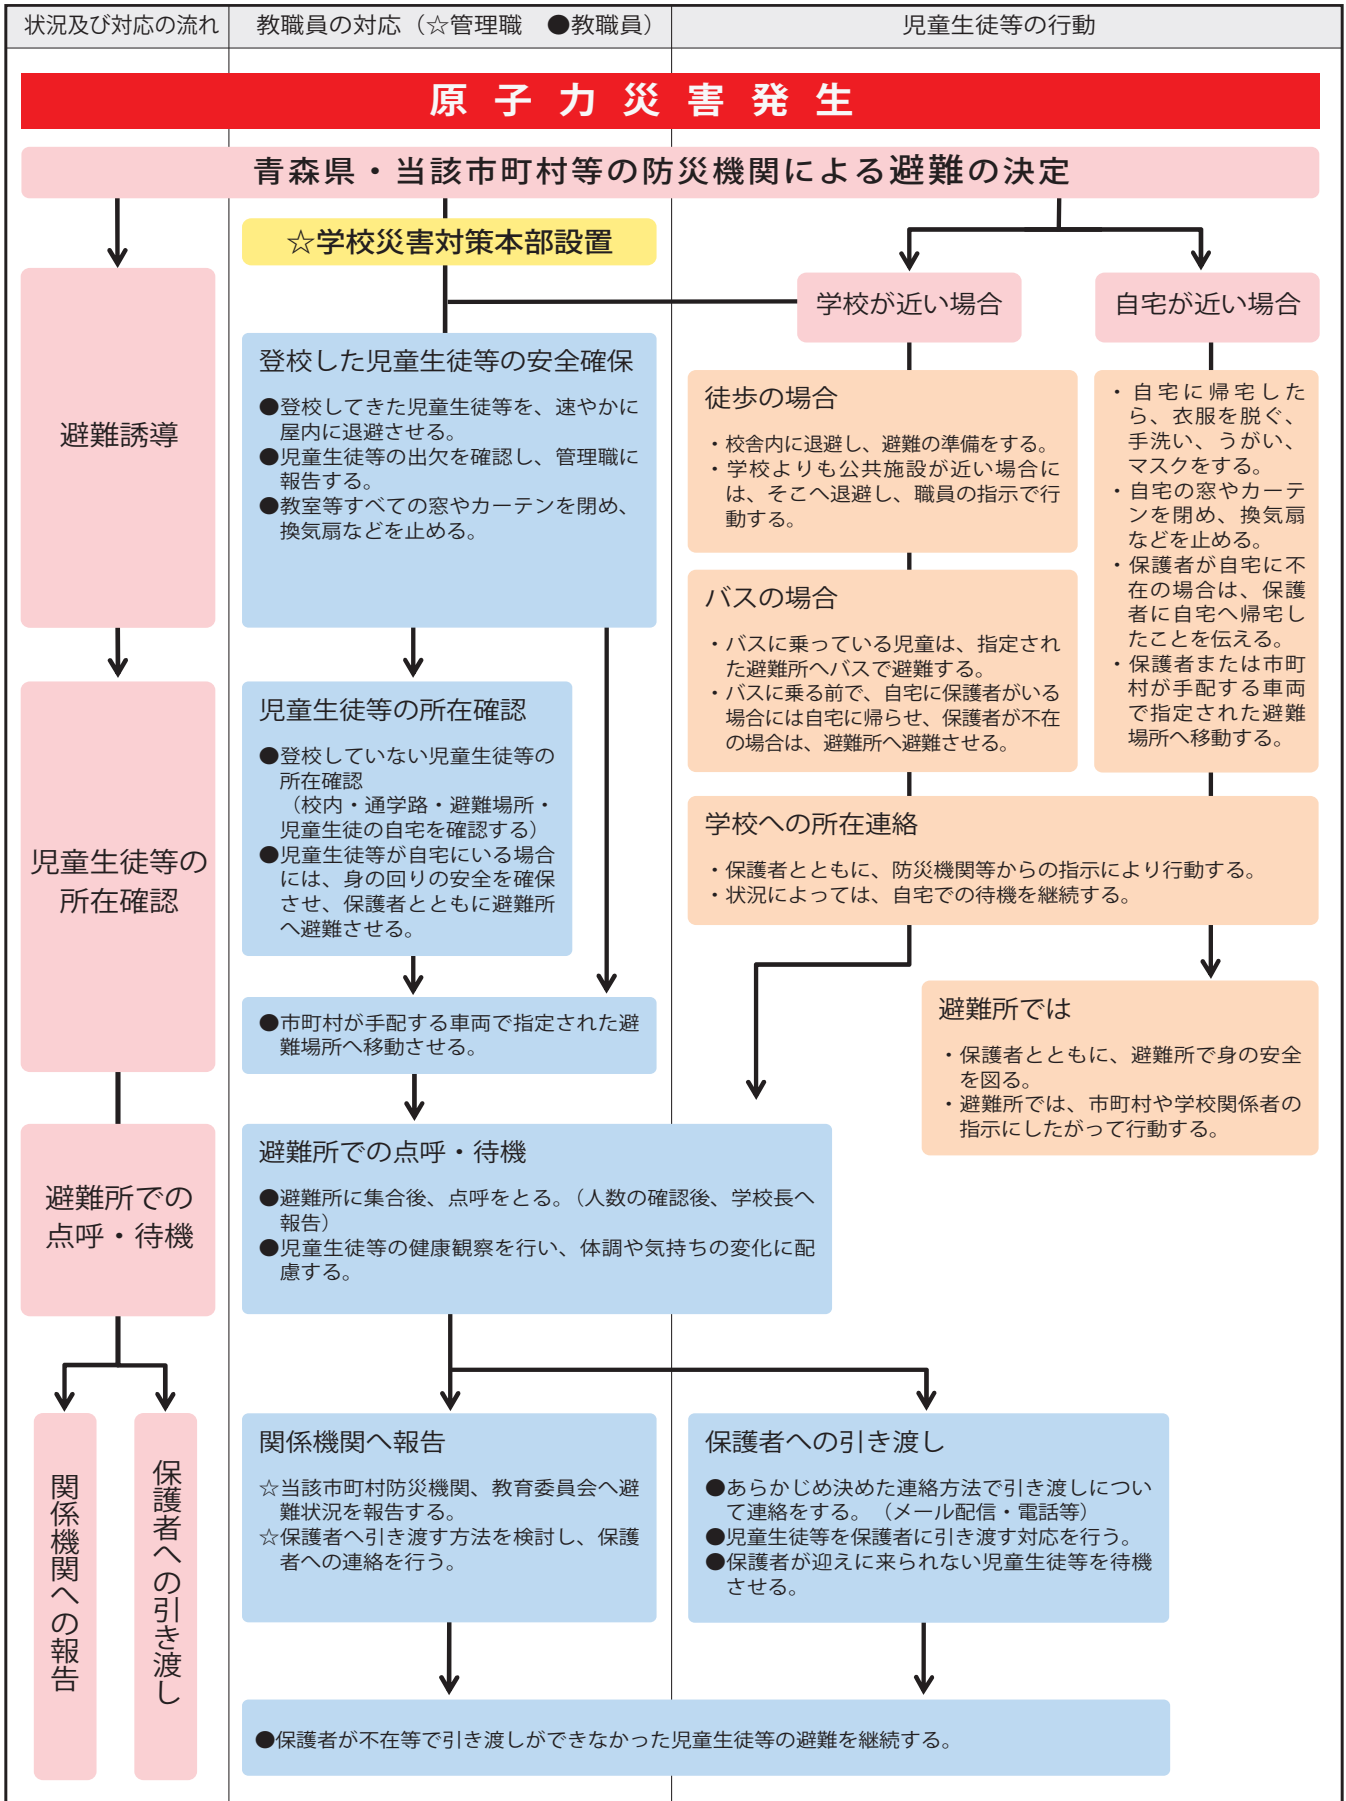 状況及び対応の流れ
教職員の対応（☆管理職　●教職員）
児童生徒等の行動
原子力災害発生
青森県・当該市町村等の防災機関による避難の決定
☆学校災害対策本部設置
学校が近い場合
自宅が近い場合
避難誘導
登校した児童生徒等の安全確保
●登校してきた児童生徒等を、速やかに
屋内に退避させる。
●児童生徒等の出欠を確認し、管理職に
報告する。
●教室等すべての窓やカーテンを閉め、
換気扇などを止める。
徒歩の場合
・校舎内に退避し、避難の準備をする。
・学校よりも公共施設が近い場合に
は、そこへ退避し、職員の指示で行
動する。
バスの場合
・バスに乗っている児童は、指定され
た避難所へバスで避難する。
・バスに乗る前で、自宅に保護者がいる
場合には自宅に帰らせ、保護者が不在
の場合は、避難所へ避難させる。
・自宅に帰宅した
ら、衣服を脱ぐ、
手洗い、うがい、
マスクをする。
・自宅の窓やカーテ
ンを閉め、換気扇
などを止める。
・保護者が自宅に不
在の場合は、保護
者に自宅へ帰宅し
たことを伝える。
・保護者または市町
村が手配する車両
で指定された避難
場所へ移動する。
児童生徒等の
所在確認
児童生徒等の所在確認
●登校していない児童生徒等の
所在確認
（校内・通学路・避難場所・
児童生徒の自宅を確認する）
●児童生徒等が自宅にいる場合
には、身の回りの安全を確保
させ、保護者とともに避難所
へ避難させる。
●市町村が手配する車両で指定された避
難場所へ移動させる。
学校への所在連絡
・保護者とともに、防災機関等からの指示により行動する。
・状況によっては、自宅での待機を継続する。
避難所では
・保護者とともに、避難所で身の安全
を図る。
・避難所では、市町村や学校関係者の
指示にしたがって行動する。
避難所での
点呼・待機
避難所での点呼・待機
●避難所に集合後、点呼をとる。（人数の確認後、学校長へ
報告）
●児童生徒等の健康観察を行い、体調や気持ちの変化に配
慮する。
関係機関への報告
保護者への引き渡し
関係機関へ報告
☆当該市町村防災機関、教育委員会へ避
難状況を報告する。
☆保護者へ引き渡す方法を検討し、保護
者への連絡を行う。
保護者への引き渡し
●あらかじめ決めた連絡方法で引き渡しについ
て連絡をする。（メール配信・電話等）
●児童生徒等を保護者に引き渡す対応を行う。
●保護者が迎えに来られない児童生徒等を待機
させる。
●保護者が不在等で引き渡しができなかった児童生徒等の避難を継続する。